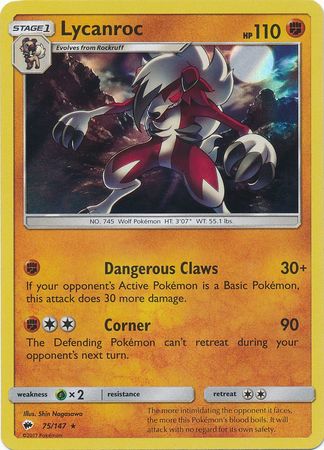 STAGE 1 Lycanroc HP 110
Evolves from Rockruff
NO. 745 Wolf Pokémon HT: 3'07" WT: 55.1 lbs.
Dangerous Claws 30+
If your opponent's Active Pokémon is a Basic Pokémon,
this attack does 30 more damage.
Corner 90
The Defending Pokémon can't retreat during your
opponent's next turn.
weakness ×2 resistance retreat
Illus. Shin Nagasawa
75/147 ★
©2017 Pokémon
The more intimidating the opponent it faces,
the more this Pokémon's blood boils. It will
attack with no regard for its own safety.